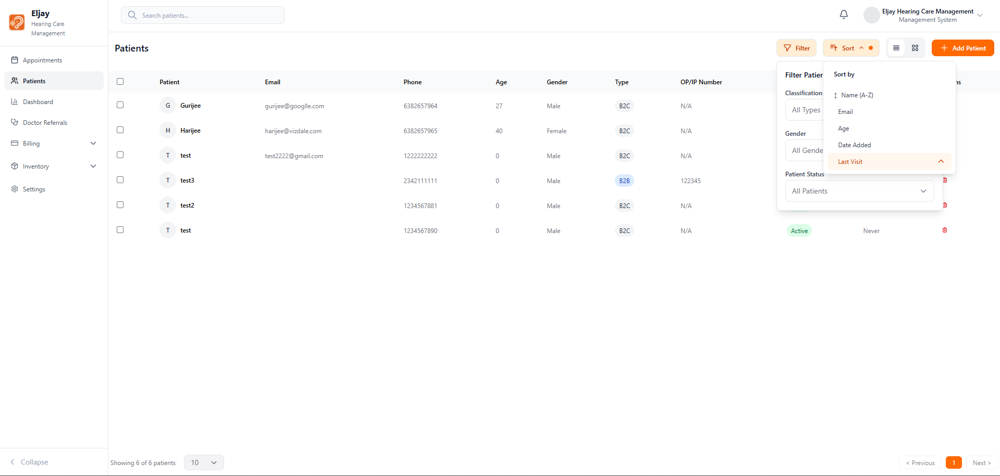 Eljay
Hearing Care
Management
Search patients...
Eljay Hearing Care Management
Management System
Appointments
Patients
Dashboard
Doctor Referrals
Billing
Inventory
Settings
Collapse
Patients
Filter
Sort
Add Patient
Patient Email Phone Age Gender Type OP/IP Number
G Gurijee gurijee@googlle.com 6382657964 27 Male B2C N/A
H Harijee harijee@vizdale.com 6382657965 40 Female B2C N/A
T test test2222@gmail.com 1222222222 0 Male B2C N/A
T test3 2342111111 0 Male B2B 122345
T test2 1234567881 0 Male B2C N/A
T test 1234567890 0 Male B2C N/A Active Never
Filter Patien
Classification
All Types
Gender
All Gende
Patient Status
All Patients
Sort by
Name (A-Z)
Email
Age
Date Added
Last Visit
Showing 6 of 6 patients 10
< Previous 1 Next >